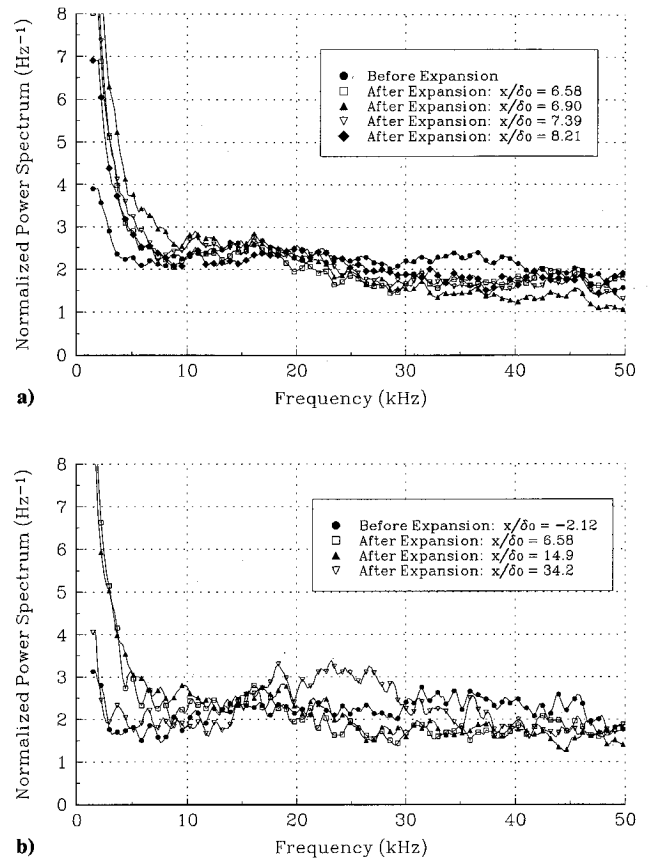 8
7
6
5
4
3
2
1
0
Normalized Power Spectrum (Hz⁻¹)
Before Expansion
After Expansion: x/δ₀ = 6.58
After Expansion: x/δ₀ = 6.90
After Expansion: x/δ₀ = 7.39
After Expansion: x/δ₀ = 8.21
0 10 20 30 40 50
Frequency (kHz)
a)
8
7
6
5
4
3
2
1
0
Normalized Power Spectrum (Hz⁻¹)
Before Expansion: x/δ₀ = −2.12
After Expansion: x/δ₀ = 6.58
After Expansion: x/δ₀ = 14.9
After Expansion: x/δ₀ = 34.2
0 10 20 30 40 50
Frequency (kHz)
b)